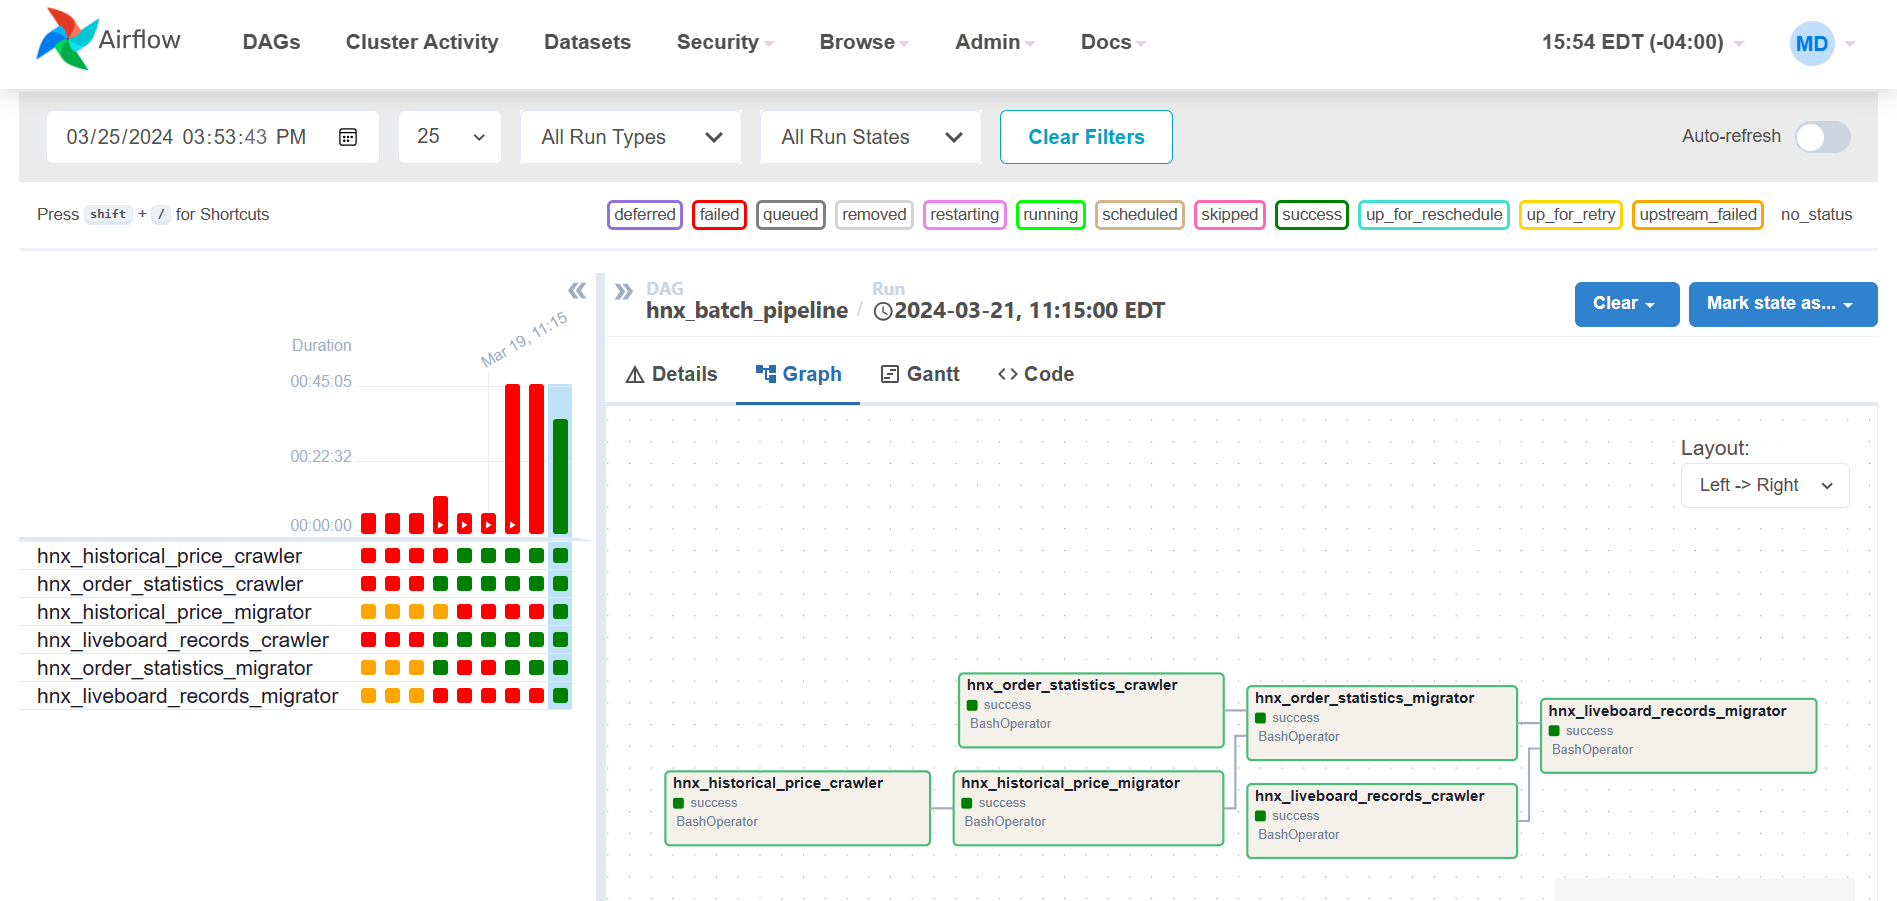 Airflow DAGs Cluster Activity Datasets Security Browse Admin Docs 15:54 EDT (-04:00) MD
03/25/2024 03:53:43 PM 25 All Run Types All Run States Clear Filters Auto-refresh
Press shift + / for Shortcuts deferred failed queued removed restarting running scheduled skipped success up_for_reschedule up_for_retry upstream_failed no_status
Mar 19, 11:15
Duration
00:45:05
00:22:32
00:00:00
hnx_historical_price_crawler
hnx_order_statistics_crawler
hnx_historical_price_migrator
hnx_liveboard_records_crawler
hnx_order_statistics_migrator
hnx_liveboard_records_migrator
DAG Run
hnx_batch_pipeline / 2024-03-21, 11:15:00 EDT
Clear Mark state as...
Details Graph Gantt Code
Layout:
Left -> Right
hnx_order_statistics_crawler
success
BashOperator
hnx_order_statistics_migrator
success
BashOperator
hnx_liveboard_records_migrator
success
BashOperator
hnx_historical_price_crawler
success
BashOperator
hnx_historical_price_migrator
success
BashOperator
hnx_liveboard_records_crawler
success
BashOperator